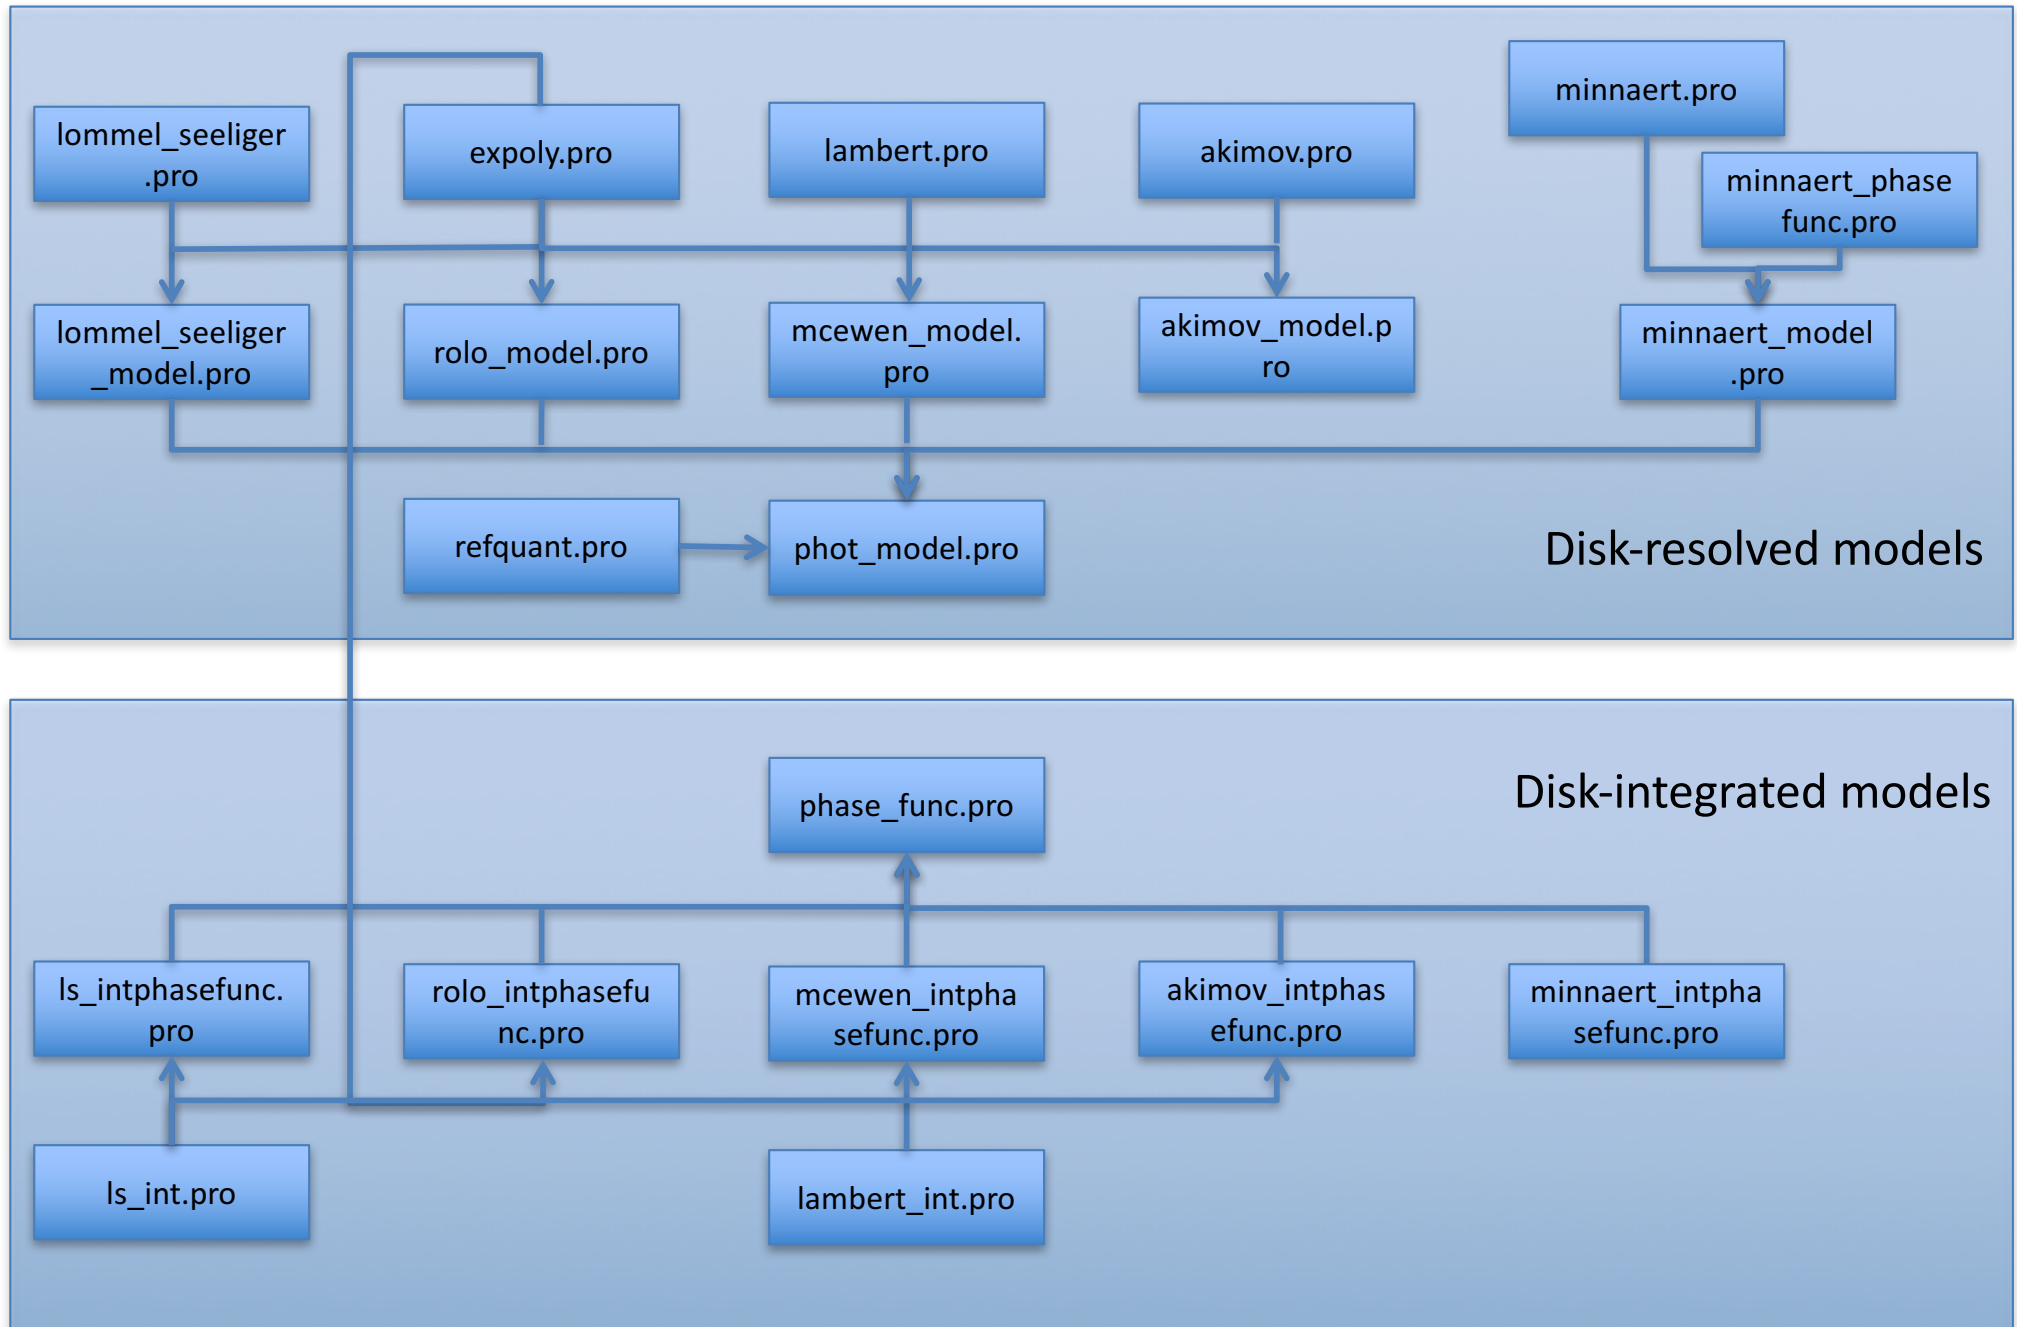 minnaert.pro
lommel_seeliger
.pro
expoly.pro
lambert.pro
akimov.pro
minnaert_phase
func.pro
lommel_seeliger
_model.pro
rolo_model.pro
mcewen_model.
pro
akimov_model.p
ro
minnaert_model
.pro
refquant.pro
phot_model.pro
Disk-resolved models
Disk-integrated models
phase_func.pro
ls_intphasefunc.
pro
rolo_intphasefu
nc.pro
mcewen_intpha
sefunc.pro
akimov_intphas
efunc.pro
minnaert_intpha
sefunc.pro
ls_int.pro
lambert_int.pro